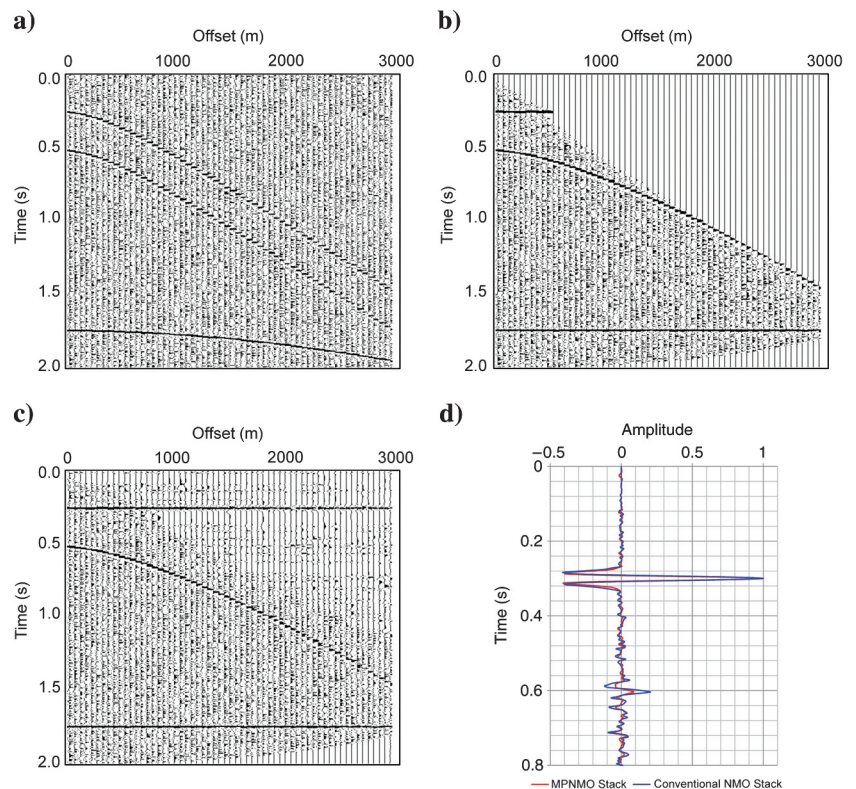 a)
Offset (m)
0 1000 2000 3000
0.0
0.5
1.0
1.5
2.0
Time (s)
b)
Offset (m)
0 1000 2000 3000
0.0
0.5
1.0
1.5
2.0
Time (s)
c)
Offset (m)
0 1000 2000 3000
0.0
0.5
1.0
1.5
2.0
Time (s)
d)
Amplitude
−0.5 0 0.5 1
0
0.2
0.4
0.6
0.8
Time (s)
MPNMO Stack Conventional NMO Stack